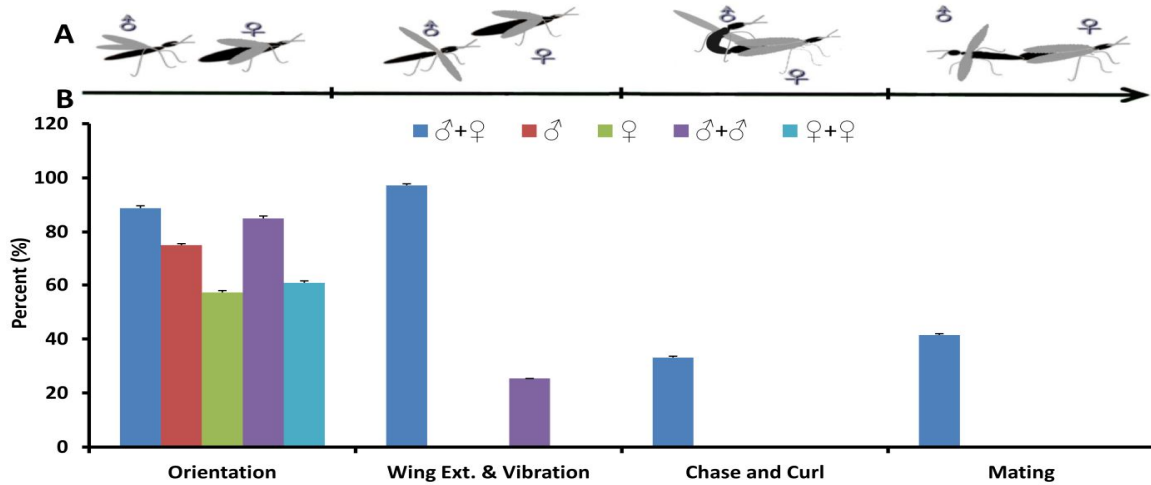 A
♂ ♀ ♂ ♀ ♂ ♀ ♂ ♀
B
♂+♀ ♂ ♀ ♂+♂ ♀+♀
Percent (%)
120
100
80
60
40
20
0
Orientation Wing Ext. & Vibration Chase and Curl Mating